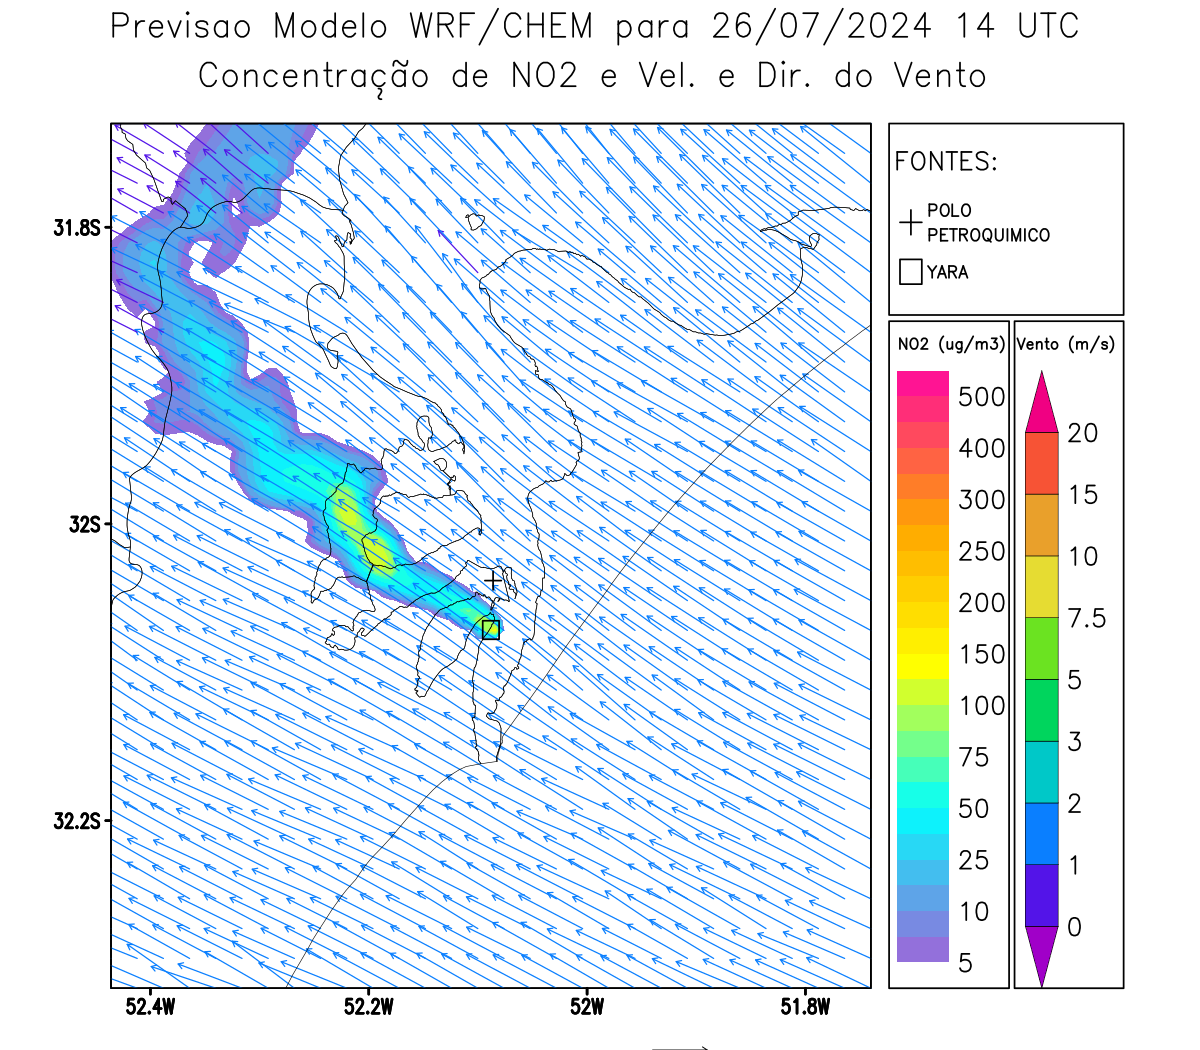 Previsao Modelo WRF/CHEM para 26/07/2024 14 UTC
Concentração de NO2 e Vel. e Dir. do Vento
FONTES:
POLO
PETROQUIMICO
YARA
31.8S
32S
32.2S
52.4W
52.2W
52W
51.8W
NO2 (ug/m3)
500
400
300
250
200
150
100
75
50
25
10
5
Vento (m/s)
20
15
10
7.5
5
3
2
1
0